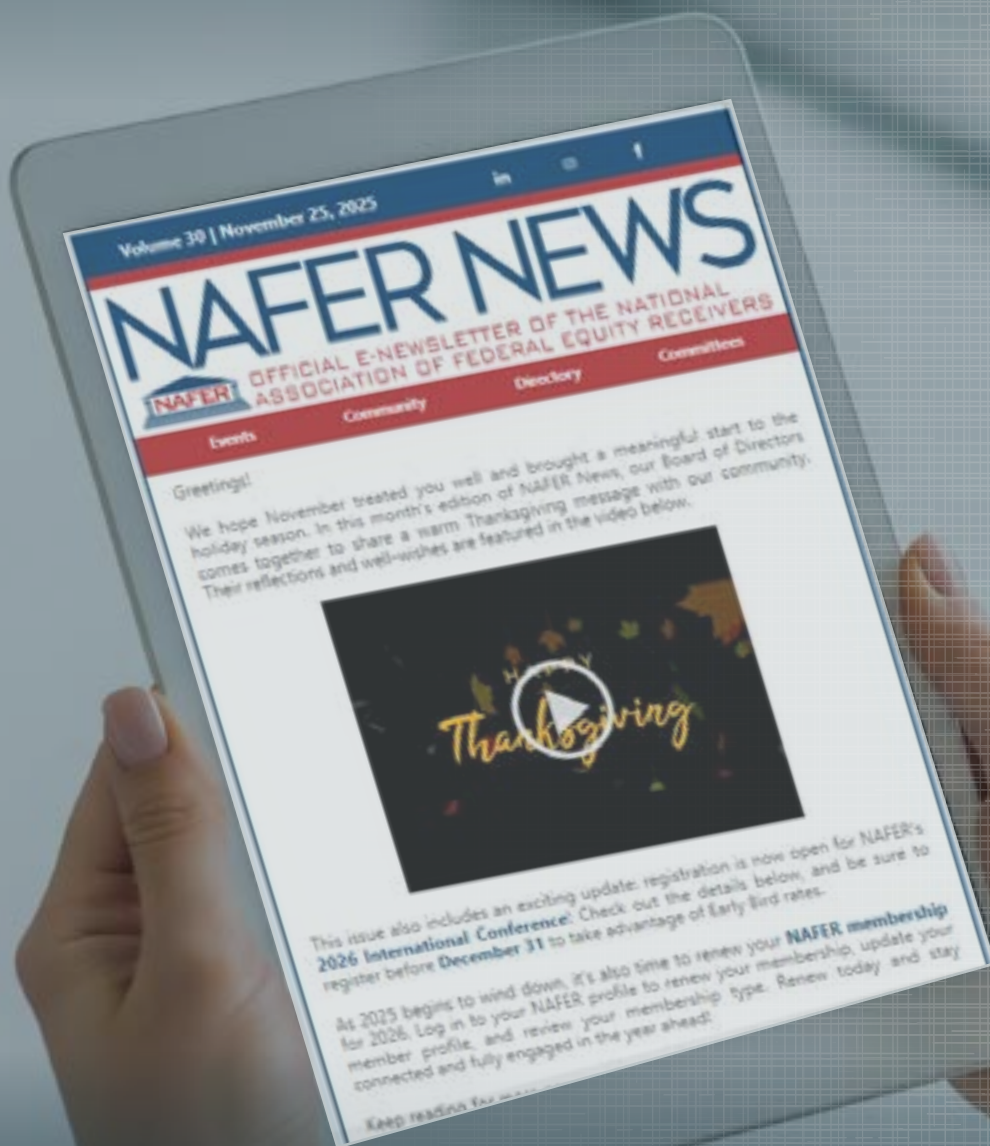 Volume 30 | November 25, 2025
NAFER NEWS
OFFICIAL E-NEWSLETTER OF THE NATIONAL
ASSOCIATION OF FEDERAL EQUITY RECEIVERS
NAFER
Events Community Directory Committees
Greetings!
We hope November treated you well and brought a meaningful start to the
holiday season. In this month's edition of NAFER News, our Board of Directors
comes together to share a warm Thanksgiving message with our community.
Their reflections and well-wishes are featured in the video below.
HAPPY
Thanksgiving
This issue also includes an exciting update: registration is now open for NAFER's
2026 International Conference! Check out the details below, and be sure to
register before December 31 to take advantage of Early Bird rates.
As 2025 begins to wind down, it's also time to renew your NAFER membership
for 2026. Log in to your NAFER profile to renew your membership, update your
member profile, and review your membership type. Renew today and stay
connected and fully engaged in the year ahead!
Keep reading for